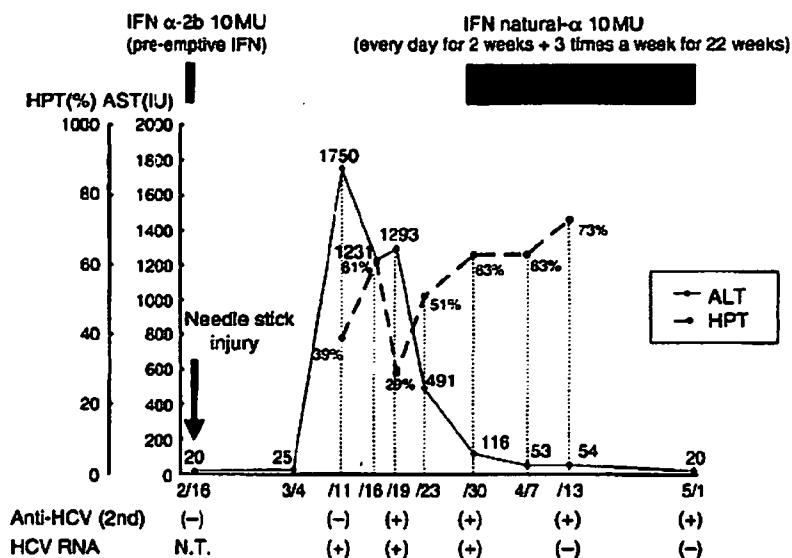 IFN α-2b 10MU
(pre-emptive IFN)
IFN natural-α 10MU
(every day for 2 weeks + 3 times a week for 22 weeks)
HPT(%) AST(IU)
1000 2000
1800
80 1600
1400
60 1200
1000
40 800
600
20 400
200
0 0
1750
1231
1293
61%
73%
63%
63%
51%
39%
29%
491
Needle stick
injury
20
25
116
53
54
20
ALT
HPT
2/16 3/4 /11 /16 /19 /23 /30 4/7 /13 5/1
Anti-HCV (2nd) (−) (−) (+) (+) (+) (+)
HCV RNA N.T. (+) (+) (+) (−) (−)